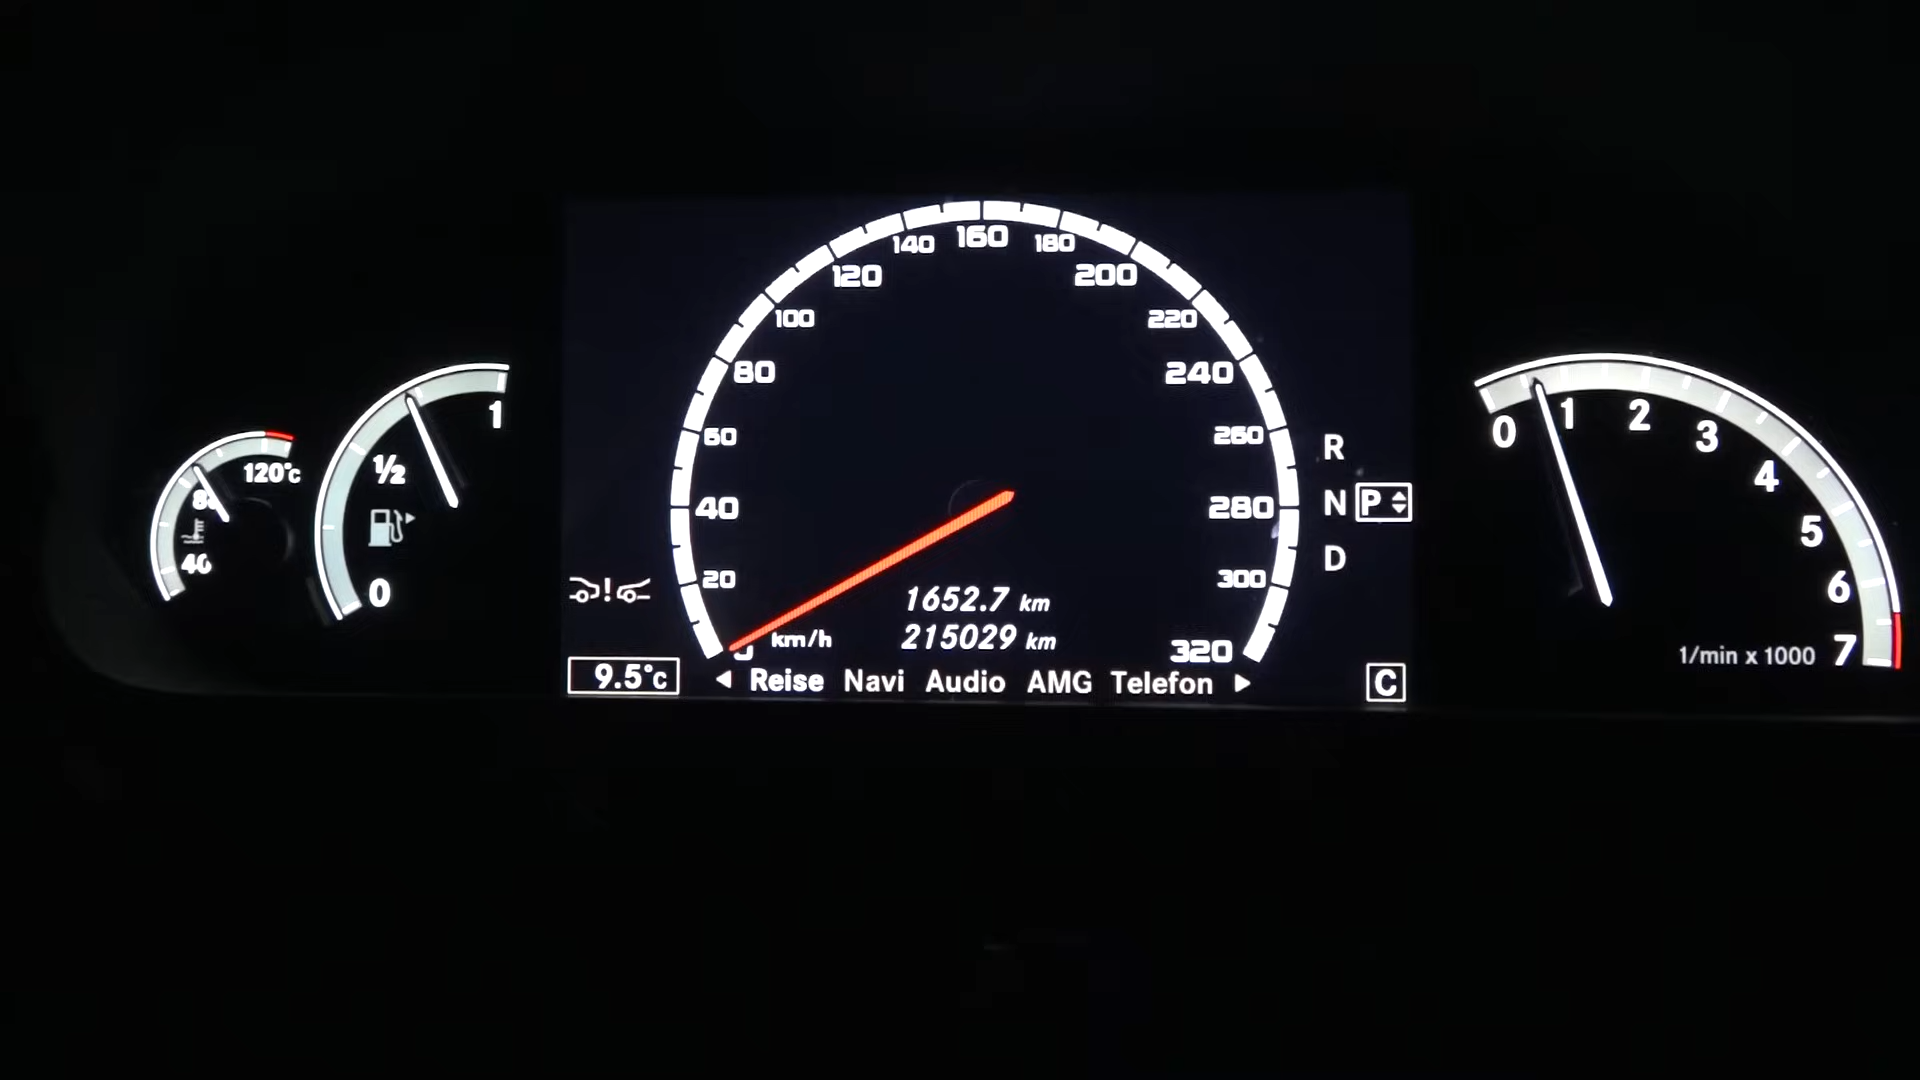 120°C
80
40
1
½
0
160
140
180
120
200
100
220
80
240
60
260
40
280
20
300
0
320
km/h
1652.7 km
215029 km
9.5°C
Reise Navi Audio AMG Telefon
R
N P
D
C
0 1 2 3 4 5 6 7
1/min x 1000